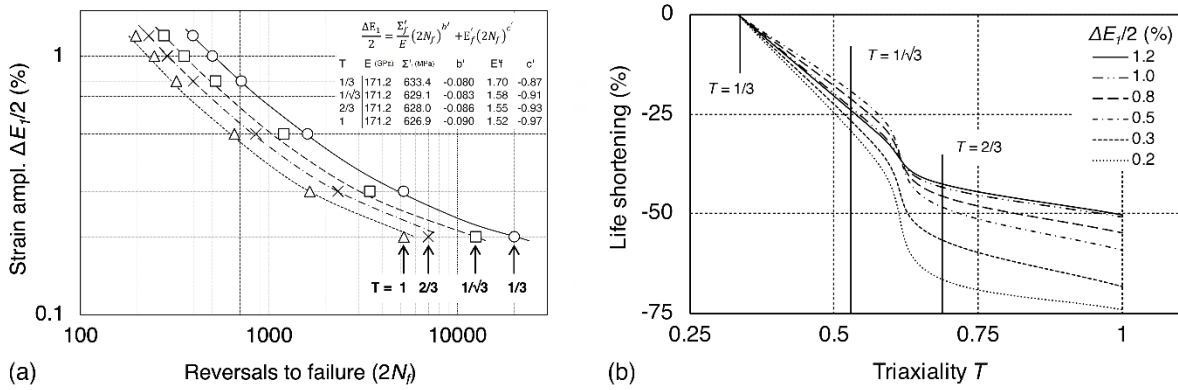 ΔE₁/2 = Σ'f/E (2Nf)^b' + E'f(2Nf)^c'
T E (GPa) Σ'f (MPa) b' E'f c'
1/3 171.2 633.4 -0.080 1.70 -0.87
1/√3 171.2 629.1 -0.083 1.58 -0.91
2/3 171.2 628.0 -0.086 1.55 -0.93
1 171.2 626.9 -0.090 1.52 -0.97
Strain ampl. ΔE₁/2 (%)
1
0.1
T = 1 2/3 1/√3 1/3
100 1000 10000
(a) Reversals to failure (2Nf)
Life shortening (%)
0
-25
-50
-75
T = 1/3
T = 1/√3
T = 2/3
ΔE₁/2 (%)
1.2
1.0
0.8
0.5
0.3
0.2
0.25 0.5 0.75 1
(b) Triaxiality T